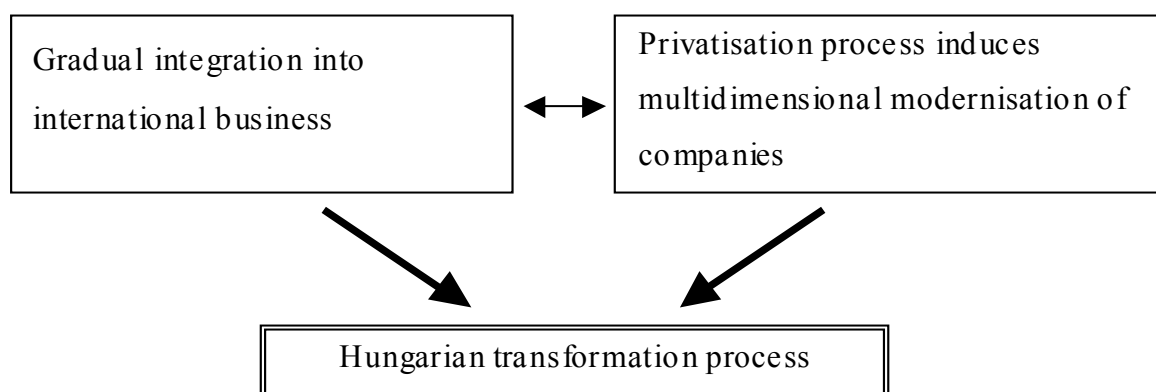 Gradual integration into
international business
Privatisation process induces
multidimensional modernisation of
companies
Hungarian transformation process